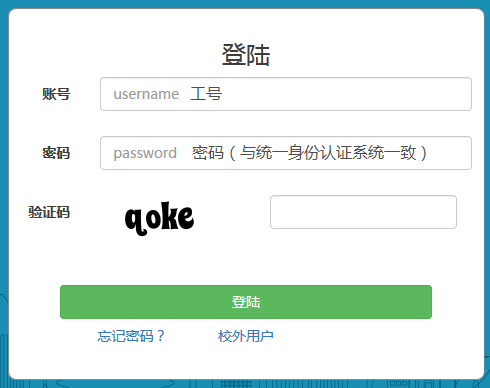 登陆
账号 username 工号
密码 password 密码（与统一身份认证系统一致）
验证码 qoke
登陆
忘记密码？ 校外用户